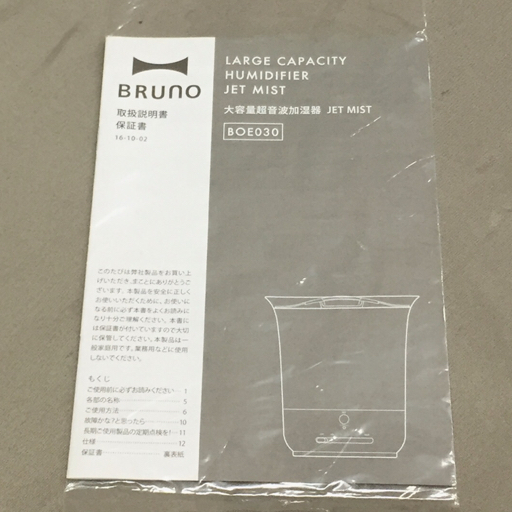 BRUNO
取扱説明書
保証書
16-10-02
LARGE CAPACITY
HUMIDIFIER
JET MIST
大容量超音波加湿器 JET MIST
BOE030
このたびは弊社製品をお買い上
げいただき、まことにありがとうご
ざいます。本製品を安全に正しく
お使いいただくために、お使いに
なる前に必ず本書をよくお読みに
なり十分ご理解ください。本書に
は保証書が付いていますので大切
に保管してください。本製品は一
般家庭用です。業務用などに使用
しないでください。
もくじ
ご使用前に必ずお読みください…1
各部の名称…5
ご使用方法…6
故障かな?と思ったら…10
長期ご使用製品の定期点検を!…11
仕様…12
保証書…裏表紙